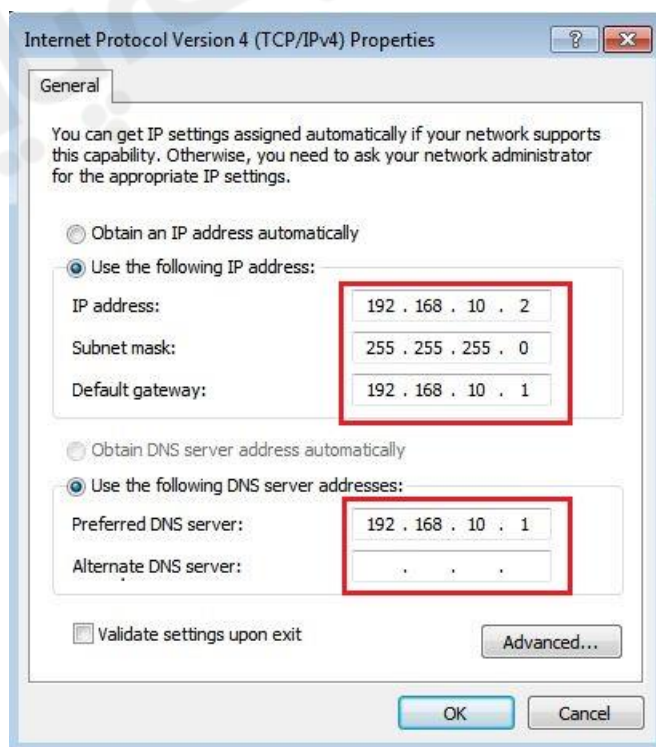 Internet Protocol Version 4 (TCP/IPv4) Properties
General
You can get IP settings assigned automatically if your network supports
this capability. Otherwise, you need to ask your network administrator
for the appropriate IP settings.
Obtain an IP address automatically
Use the following IP address:
IP address: 192 . 168 . 10 . 2
Subnet mask: 255 . 255 . 255 . 0
Default gateway: 192 . 168 . 10 . 1
Obtain DNS server address automatically
Use the following DNS server addresses:
Preferred DNS server: 192 . 168 . 10 . 1
Alternate DNS server: . . .
Validate settings upon exit
Advanced...
OK Cancel